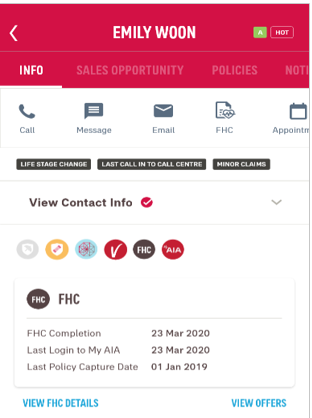 EMILY WOON
A HOT
INFO SALES OPPORTUNITY POLICIES NOTI
Call Message Email FHC Appointm
LIFE STAGE CHANGE LAST CALL IN TO CALL CENTRE MINOR CLAIMS
View Contact Info
FHC AIA
FHC FHC
FHC Completion 23 Mar 2020
Last Login to My AIA 23 Mar 2020
Last Policy Capture Date 01 Jan 2019
VIEW FHC DETAILS VIEW OFFERS